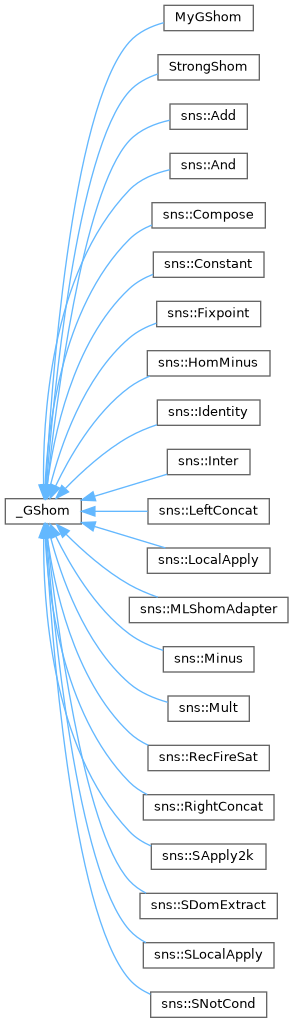 MyGShom
StrongShom
sns::Add
sns::And
sns::Compose
sns::Constant
sns::Fixpoint
sns::HomMinus
sns::Identity
sns::Inter
_GShom
sns::LeftConcat
sns::LocalApply
sns::MLShomAdapter
sns::Minus
sns::Mult
sns::RecFireSat
sns::RightConcat
sns::SApply2k
sns::SDomExtract
sns::SLocalApply
sns::SNotCond